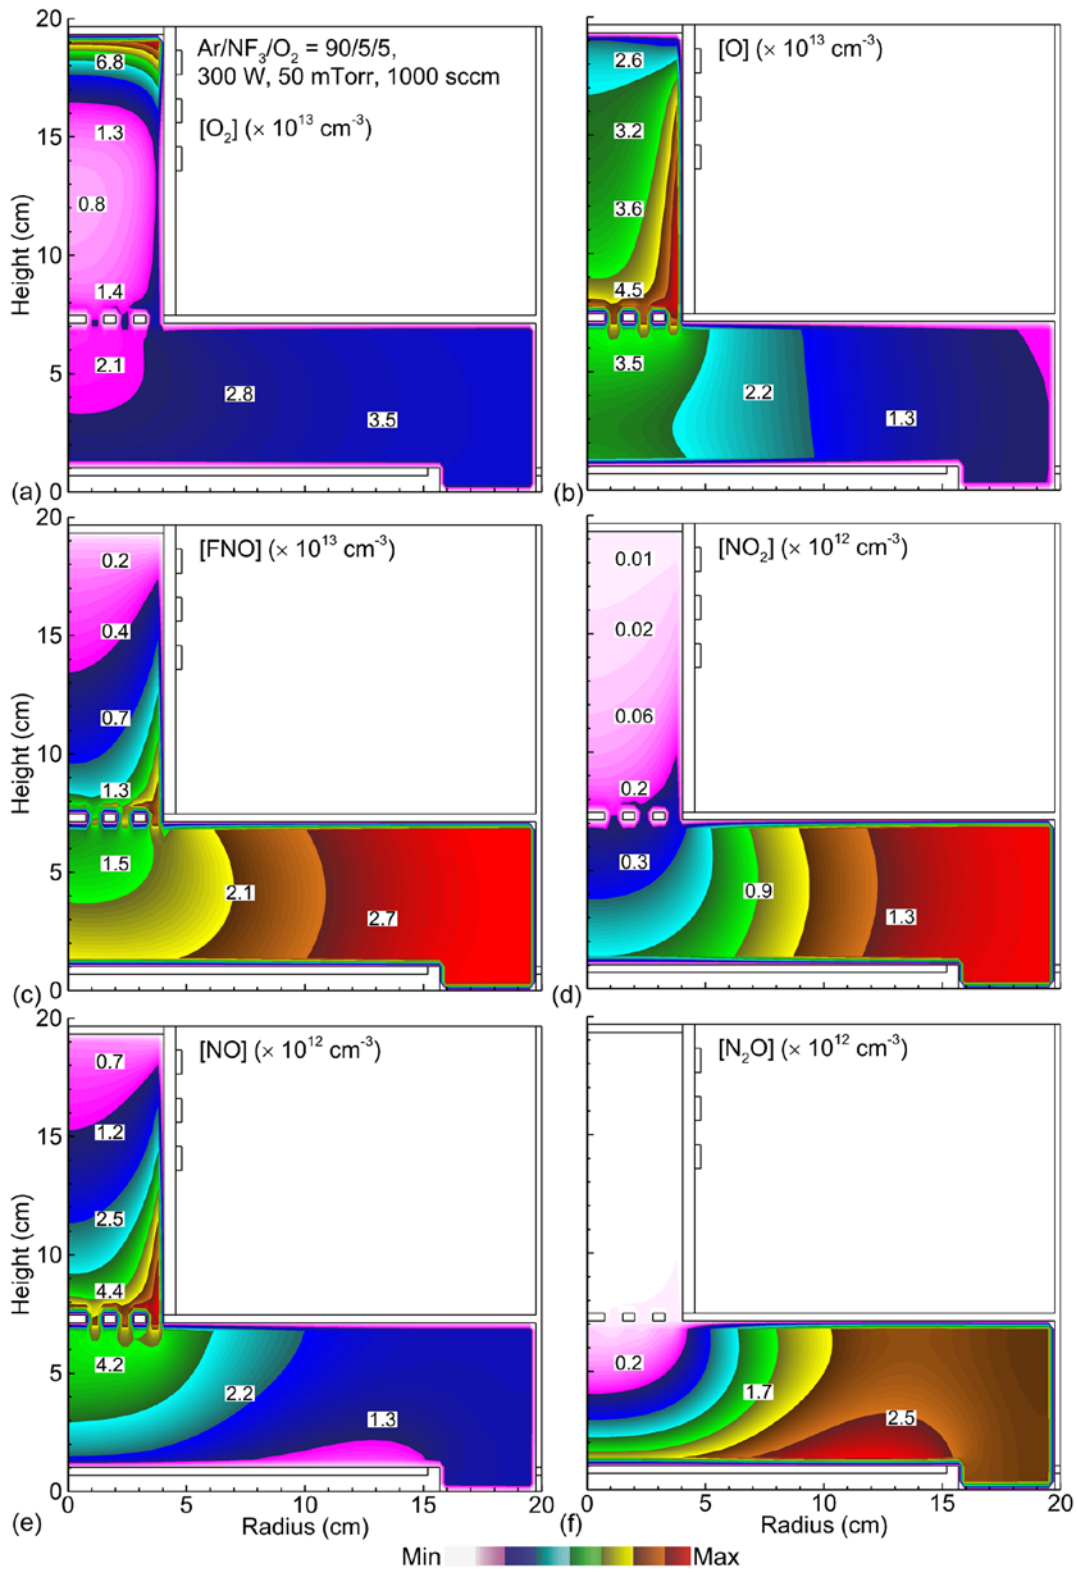 20
Ar/NF3/O2 = 90/5/5,
300 W, 50 mTorr, 1000 sccm
[O2] (× 10^13 cm^-3)
6.8
15
1.3
0.8
10
1.4
5
2.1
2.8
3.5
0
Height (cm)
(a)
[O] (× 10^13 cm^-3)
2.6
3.2
3.6
4.5
3.5
2.2
1.3
0 5 10 15 20
(b)
20
[FNO] (× 10^13 cm^-3)
0.2
15
0.4
0.7
10
1.3
5
1.5
2.1
2.7
0
Height (cm)
(c)
[NO2] (× 10^12 cm^-3)
0.01
0.02
0.06
0.2
0.3
0.9
1.3
(d)
20
[NO] (× 10^12 cm^-3)
0.7
15
1.2
2.5
10
4.4
5
4.2
2.2
1.3
0
Height (cm)
0 5 10 15 20
Radius (cm)
(e)
[N2O] (× 10^12 cm^-3)
0.2
1.7
2.5
0 5 10 15 20
Radius (cm)
(f)
Min Max